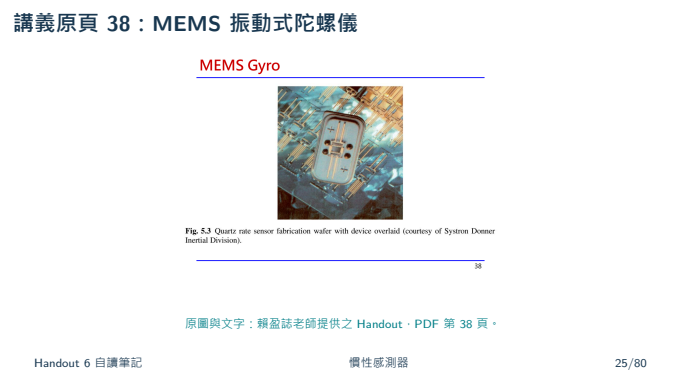 講義原頁 38：MEMS 振動式陀螺儀
MEMS Gyro
Fig. 5.3 Quartz rate sensor fabrication wafer with device overlaid (courtesy of Systron Donner
Inertial Division).
38
原圖與文字：賴盈誌老師提供之 Handout，PDF 第 38 頁。
Handout 6 自讀筆記
慣性感測器
25/80